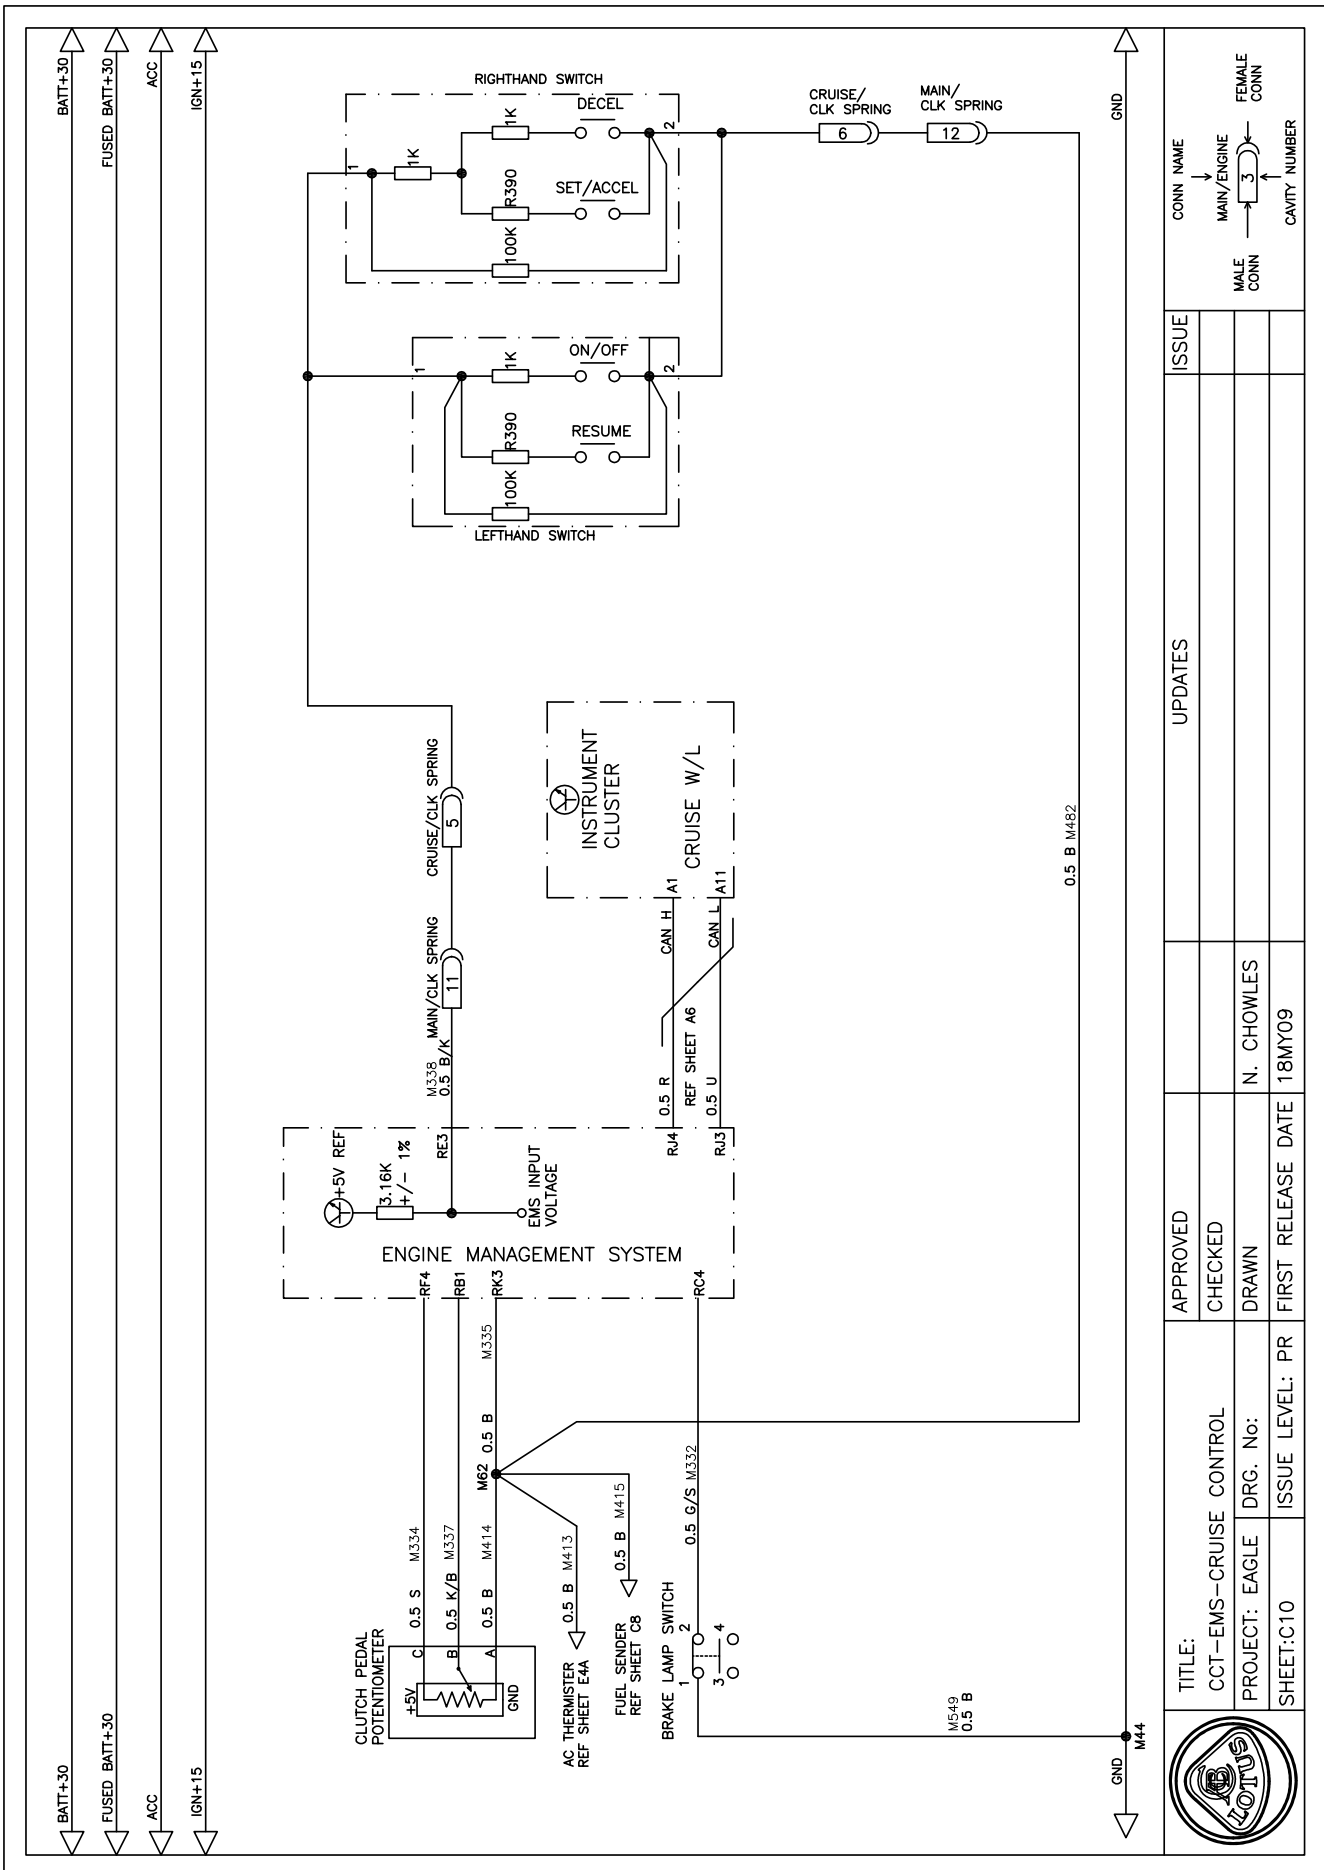 BATT+30
BATT+30
FUSED BATT+30
FUSED BATT+30
ACC
ACC
IGN+15
IGN+15
CLUTCH PEDAL
POTENTIOMETER
+5V
GND
C
B
A
0.5 S
M334
0.5 K/B
M337
0.5 B
M414
M62
0.5 B
M335
RF4
RB1
RK3
RC4
0.5 B
M413
AC THERMISTER
REF SHEET E4A
0.5 B
M415
FUEL SENDER
REF SHEET C8
BRAKE LAMP SWITCH
1
2
3
4
0.5 G/S
M332
M549
0.5 B
ENGINE MANAGEMENT SYSTEM
+5V REF
3.16K
+/- 1%
EMS INPUT
VOLTAGE
RE3
RJ4
RJ3
M338
0.5 B/K
MAIN/CLK SPRING
11
CRUISE/CLK SPRING
5
0.5 R
CAN H
A1
REF SHEET A6
0.5 U
CAN L
A11
INSTRUMENT
CLUSTER
CRUISE W/L
LEFTHAND SWITCH
1
1K
ON/OFF
R390
RESUME
100K
2
RIGHTHAND SWITCH
1
1K
1K
DECEL
R390
SET/ACCEL
100K
2
CRUISE/
CLK SPRING
6
MAIN/
CLK SPRING
12
0.5 B M482
GND
GND
M44
LOTUS
TITLE:
CCT-EMS-CRUISE CONTROL
PROJECT: EAGLE
DRG. No:
SHEET:C10
ISSUE LEVEL: PR
APPROVED
CHECKED
DRAWN
N. CHOWLES
FIRST RELEASE DATE
18MY09
UPDATES
ISSUE
CONN NAME
MAIN/ENGINE
MALE
CONN
3
FEMALE
CONN
CAVITY NUMBER